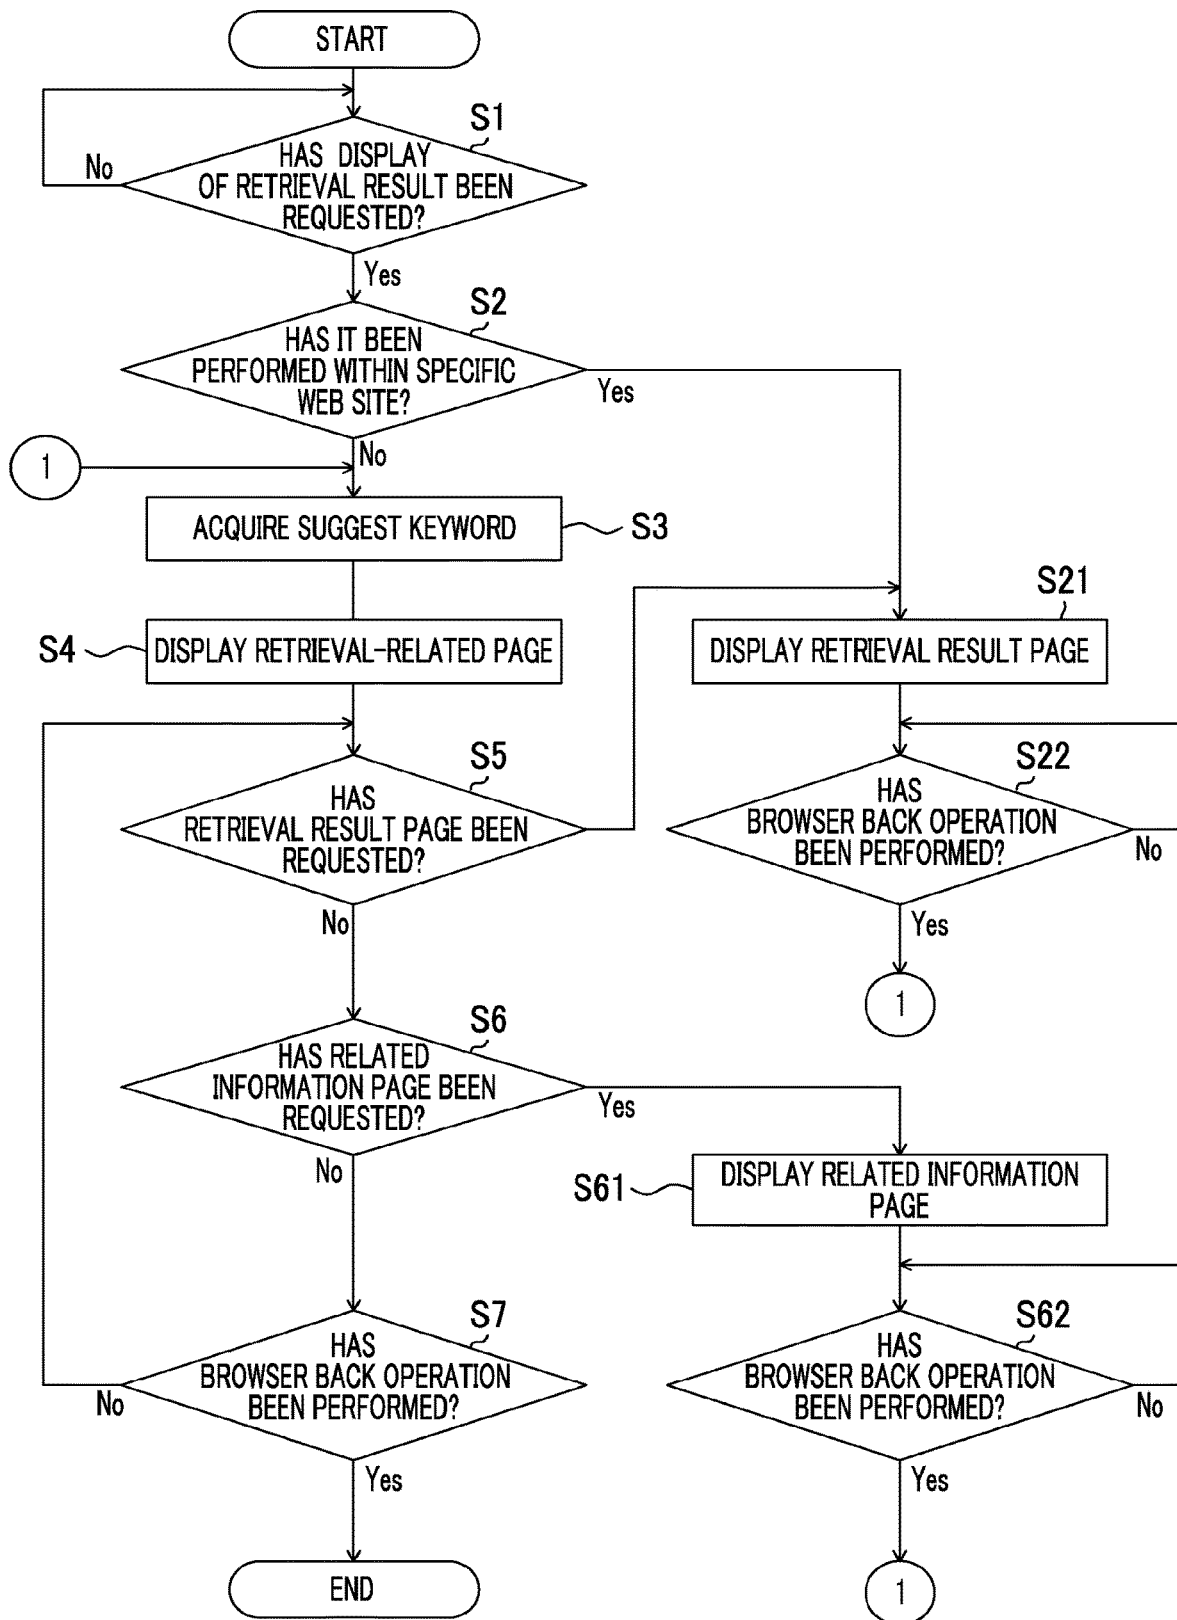 START
S1
HAS DISPLAY
OF RETRIEVAL RESULT BEEN
REQUESTED?
No
Yes
S2
HAS IT BEEN
PERFORMED WITHIN SPECIFIC
WEB SITE?
Yes
No
1
ACQUIRE SUGGEST KEYWORD
S3
S4
DISPLAY RETRIEVAL-RELATED PAGE
S21
DISPLAY RETRIEVAL RESULT PAGE
S5
HAS
RETRIEVAL RESULT PAGE BEEN
REQUESTED?
No
S22
HAS
BROWSER BACK OPERATION
BEEN PERFORMED?
No
Yes
1
S6
HAS RELATED
INFORMATION PAGE BEEN
REQUESTED?
Yes
No
S61
DISPLAY RELATED INFORMATION
PAGE
S7
HAS
BROWSER BACK OPERATION
BEEN PERFORMED?
No
Yes
S62
HAS
BROWSER BACK OPERATION
BEEN PERFORMED?
No
Yes
END
1